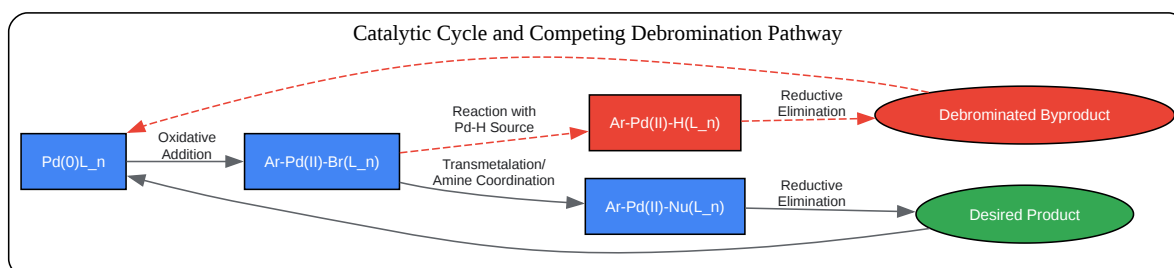 Catalytic Cycle and Competing Debromination Pathway
Pd(0)L_n
Oxidative
Addition
Ar-Pd(II)-Br(L_n)
Reaction with
Pd-H Source
Ar-Pd(II)-H(L_n)
Reductive
Elimination
Debrominated Byproduct
Transmetalation/
Amine Coordination
Ar-Pd(II)-Nu(L_n)
Reductive
Elimination
Desired Product